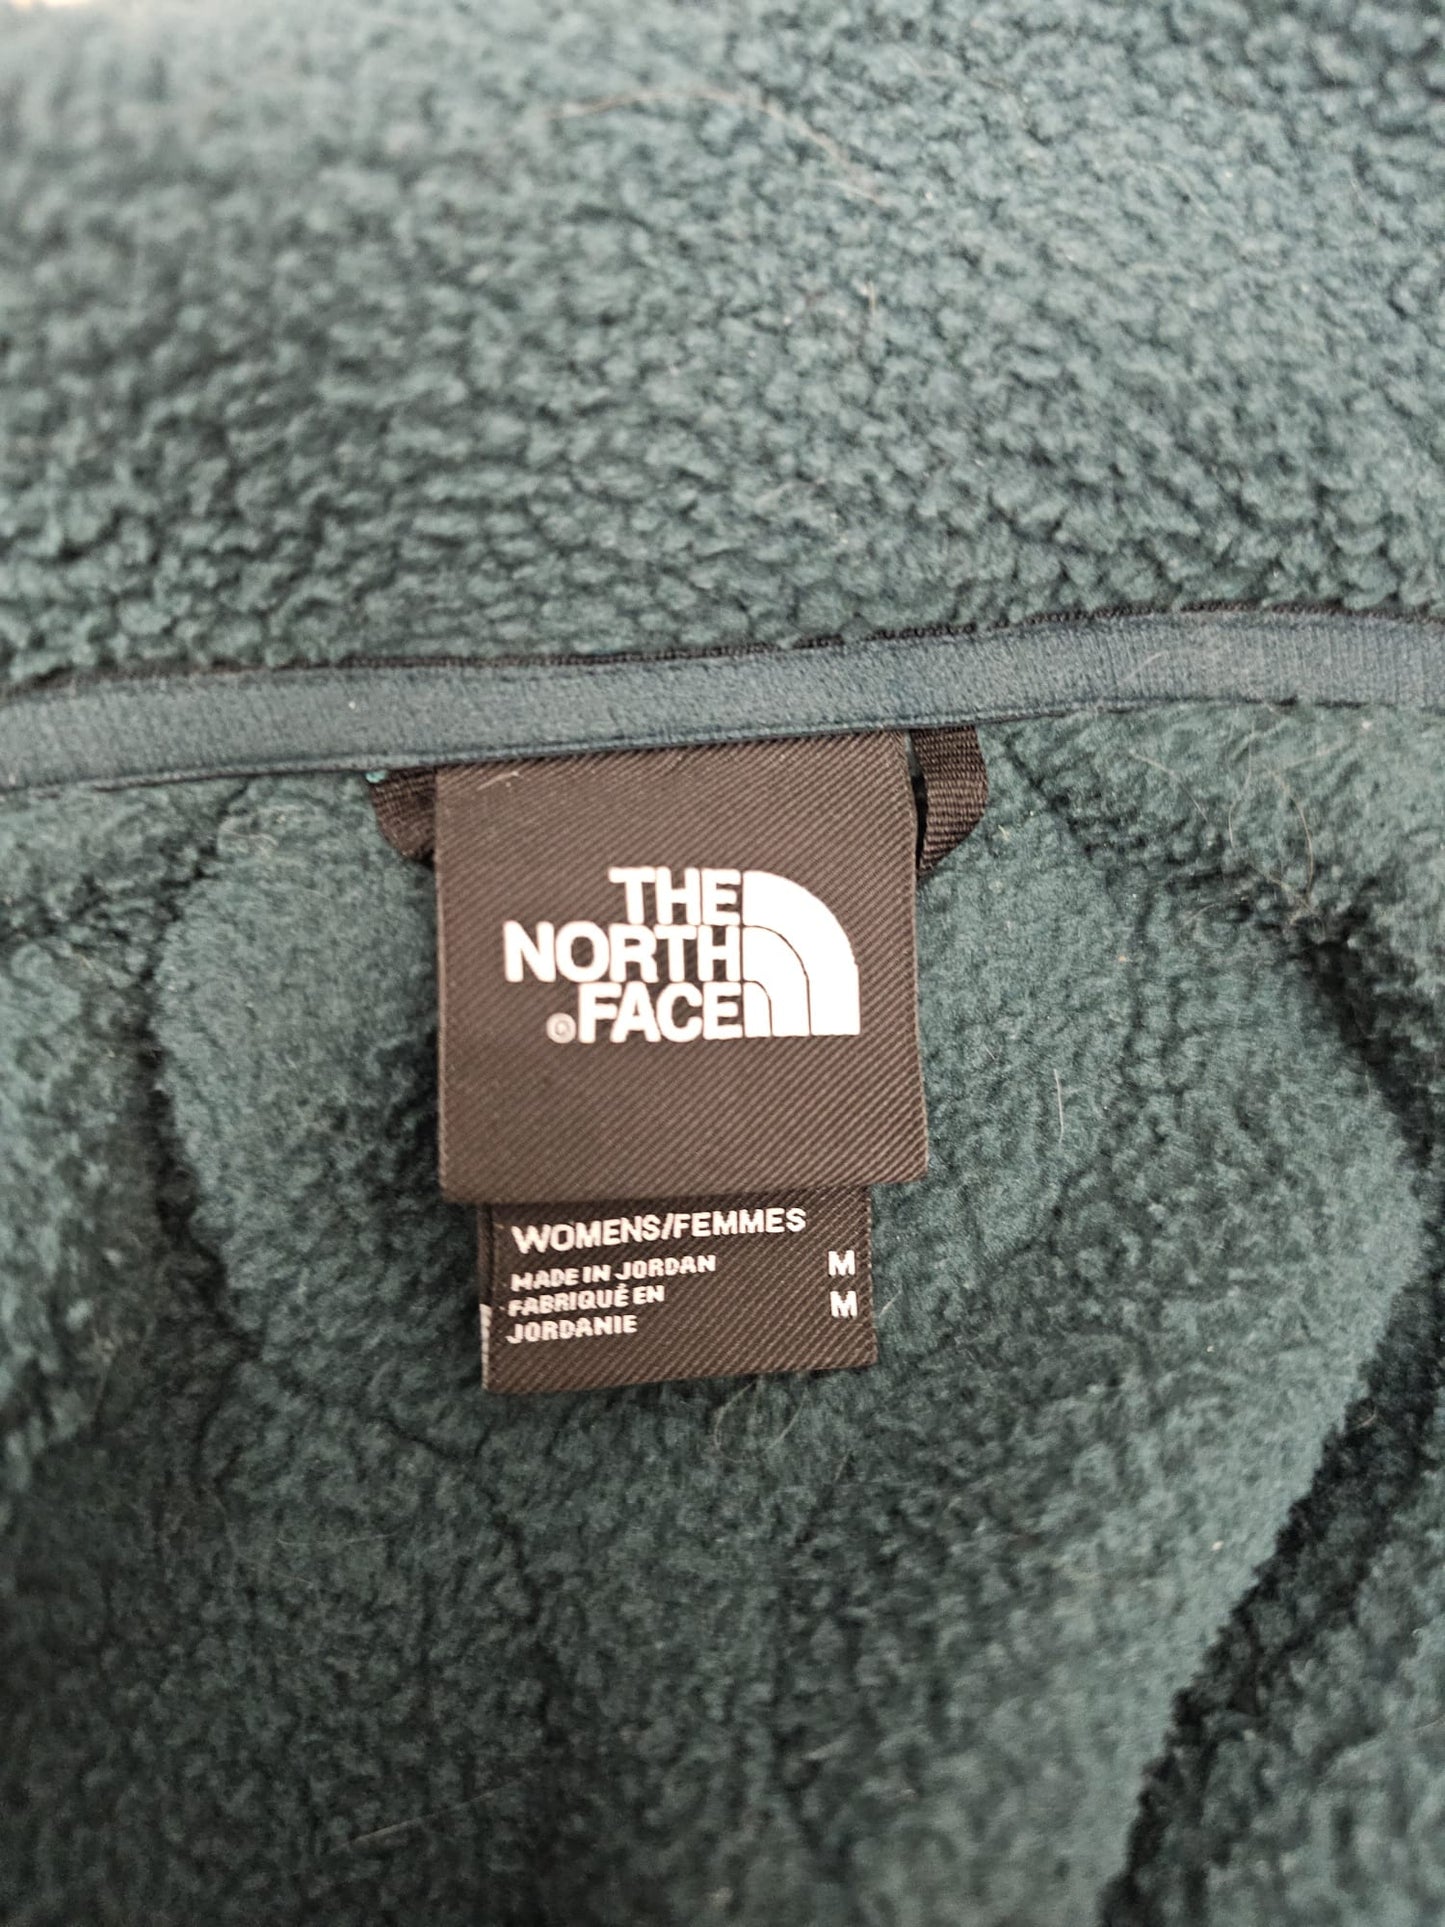 THE
NORTH
©FACE
WOMENS/FEMMES
MADE IN JORDAN M
FABRIQUÉ EN M
JORDANIE